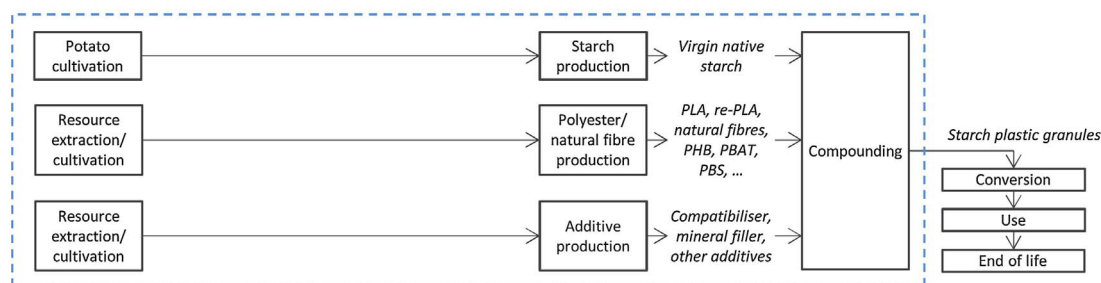 Potato
cultivation
Starch
production
Virgin native
starch
Resource
extraction/
cultivation
Polyester/
natural fibre
production
PLA, re-PLA,
natural fibres,
PHB, PBAT,
PBS, ...
Compounding
Starch plastic granules
Conversion
Use
End of life
Resource
extraction/
cultivation
Additive
production
Compatibiliser,
mineral filler,
other additives